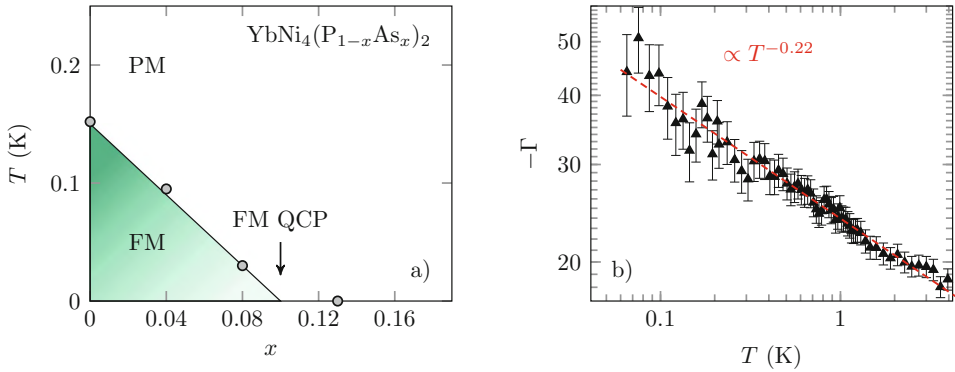 YbNi₄(P₁₋ₓAsₓ)₂
PM
FM
FM QCP
a)
0.2
0.1
0
T (K)
0 0.04 0.08 0.12 0.16
x
∝ T⁻⁰·²²
b)
50
40
30
20
−Γ
0.1 1
T (K)